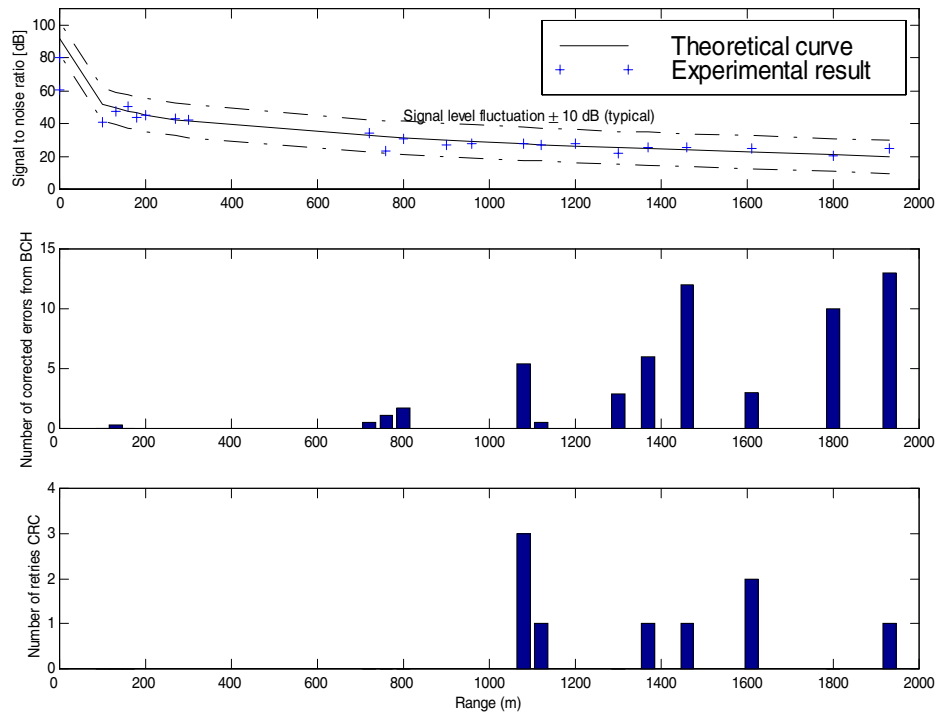 100
80
60
40
20
0
Signal to noise ratio [dB]
Theoretical curve
Experimental result
Signal level fluctuation ± 10 dB (typical)
0 200 400 600 800 1000 1200 1400 1600 1800 2000
15
10
5
0
Number of corrected errors from BCH
0 200 400 600 800 1000 1200 1400 1600 1800 2000
4
3
2
1
0
Number of retries CRC
0 200 400 600 800 1000 1200 1400 1600 1800 2000
Range (m)